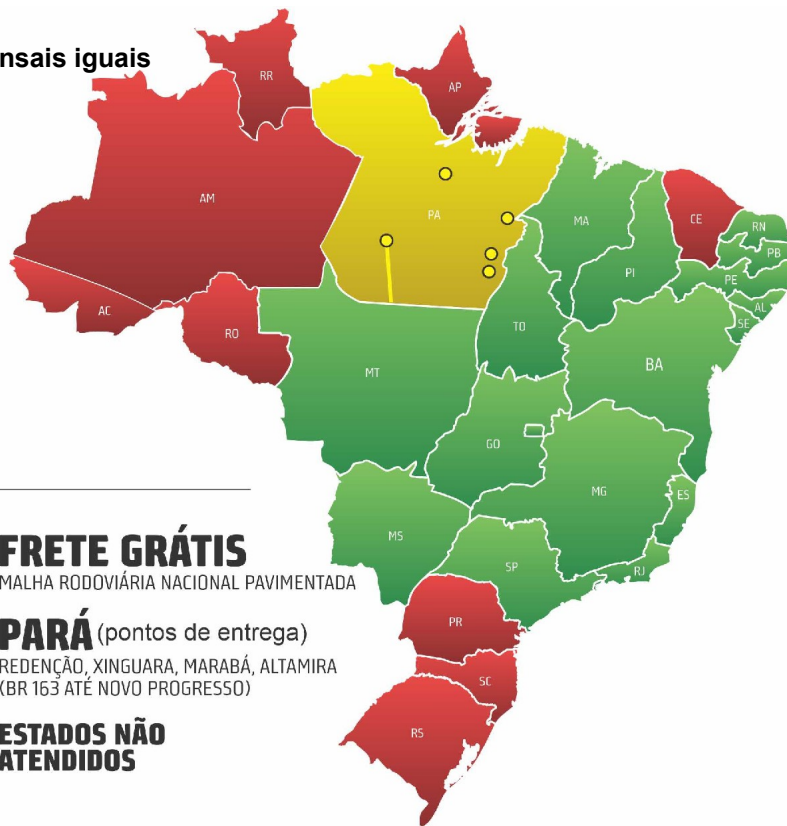 nsais iguais
RR
AP
AM
PA
MA
CE
RN
PB
PI
PE
AL
SE
AC
RO
TO
BA
MT
GO
MG
ES
MS
SP
RJ
PR
SC
RS
FRETE GRÁTIS
MALHA RODOVIÁRIA NACIONAL PAVIMENTADA
PARÁ (pontos de entrega)
REDENÇÃO, XINGUARA, MARABÁ, ALTAMIRA
(BR 163 ATÉ NOVO PROGRESSO)
ESTADOS NÃO
ATENDIDOS